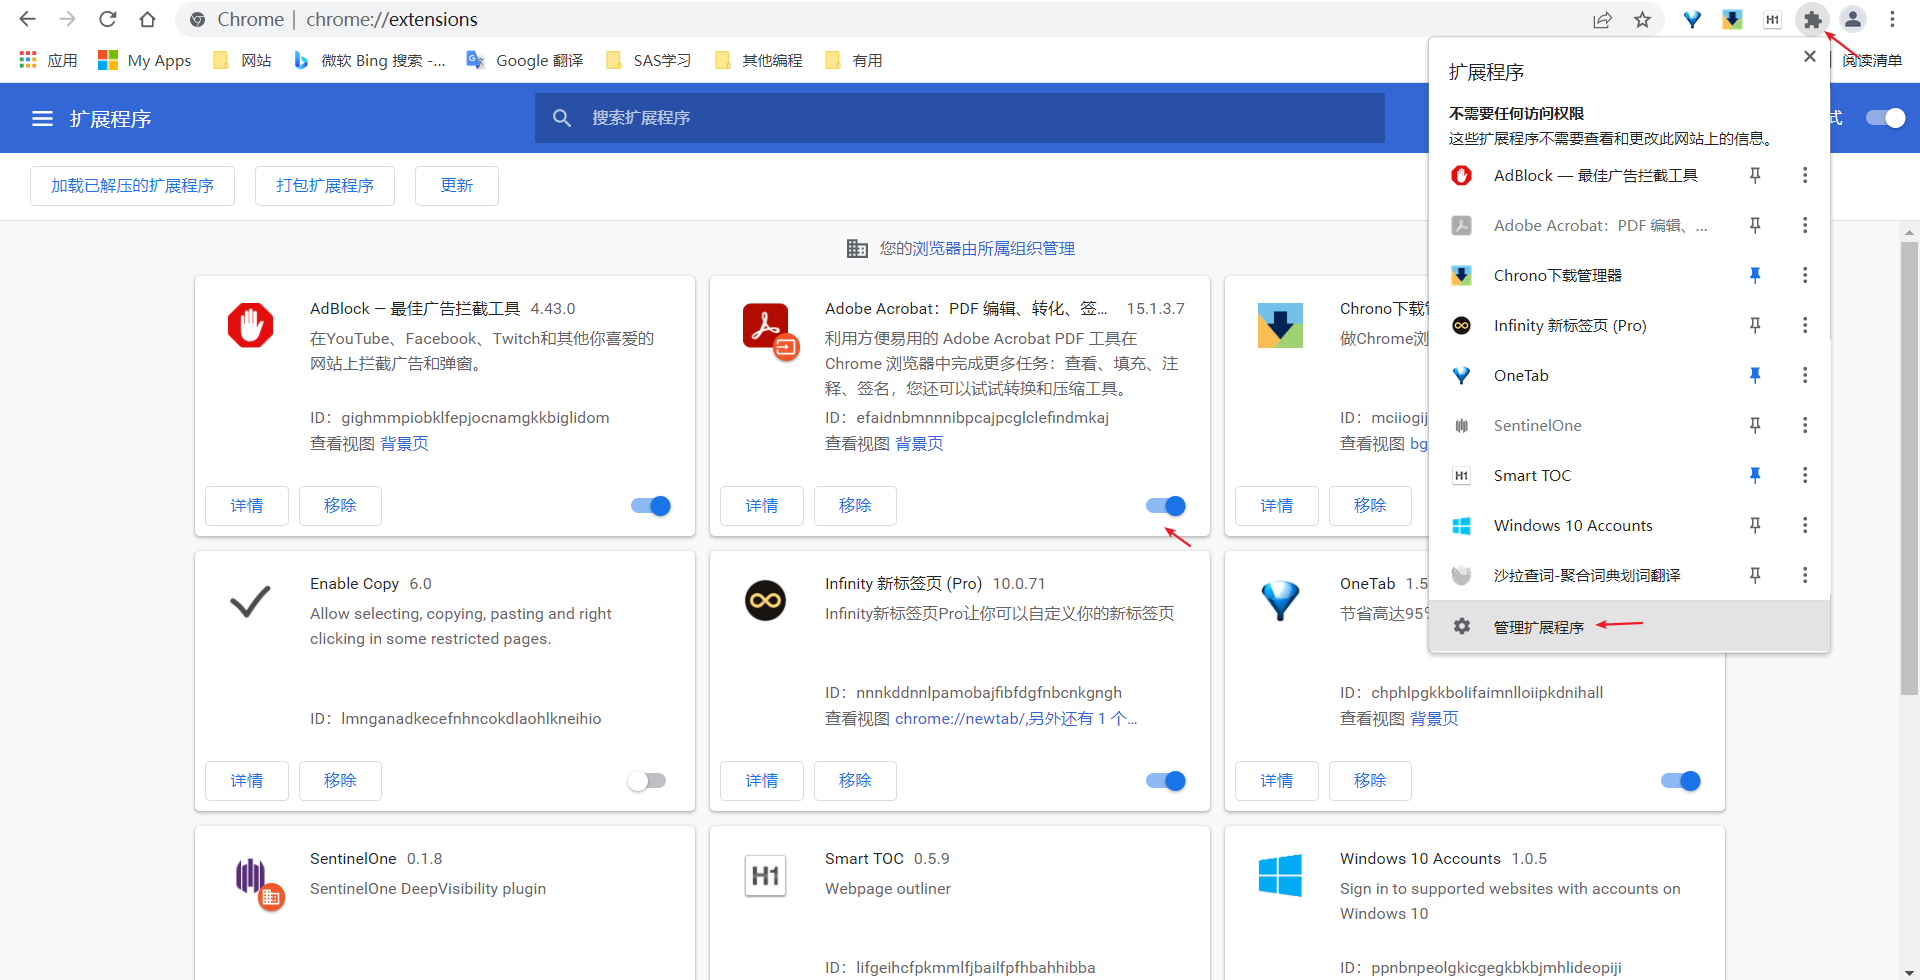 Chrome | chrome://extensions
H1
应用
My Apps
网站
微软 Bing 搜索 -...
Google 翻译
SAS学习
其他编程
有用
阅读清单
扩展程序
搜索扩展程序
式
加载已解压的扩展程序
打包扩展程序
更新
您的浏览器由所属组织管理
扩展程序
不需要任何访问权限
这些扩展程序不需要查看和更改此网站上的信息。
AdBlock — 最佳广告拦截工具
Adobe Acrobat：PDF 编辑、...
Chrono下载管理器
Infinity 新标签页 (Pro)
OneTab
SentinelOne
H1 Smart TOC
Windows 10 Accounts
沙拉查词-聚合词典划词翻译
管理扩展程序
AdBlock — 最佳广告拦截工具 4.43.0
在YouTube、Facebook、Twitch和其他你喜爱的
网站上拦截广告和弹窗。
ID：gighmmpiobklfepjocnamgkkbiglidom
查看视图 背景页
详情
移除
Adobe Acrobat：PDF 编辑、转化、签... 15.1.3.7
利用方便易用的 Adobe Acrobat PDF 工具在
Chrome 浏览器中完成更多任务：查看、填充、注
释、签名，您还可以试试转换和压缩工具。
ID：efaidnbmnnnibpcajpcglclefindmkaj
查看视图 背景页
详情
移除
Chrono下载
做Chrome浏
ID：mciiogij
查看视图 bg
详情
移除
Enable Copy 6.0
Allow selecting, copying, pasting and right
clicking in some restricted pages.
ID：lmnganadkecefnhncokdlaohlkneihio
详情
移除
Infinity 新标签页 (Pro) 10.0.71
Infinity新标签页Pro让你可以自定义你的新标签页
ID：nnnkddnnlpamobajfibfdgfnbcnkgngh
查看视图 chrome://newtab/,另外还有 1 个...
详情
移除
OneTab 1.5
节省高达95%
ID：chphlpgkkbolifaimnlloiipkdnihall
查看视图 背景页
详情
移除
SentinelOne 0.1.8
SentinelOne DeepVisibility plugin
H1
Smart TOC 0.5.9
Webpage outliner
ID：lifgeihcfpkmmlfjbailfpfhbahhibba
Windows 10 Accounts 1.0.5
Sign in to supported websites with accounts on
Windows 10
ID：ppnbnpeolgkicgegkbkbjmhlideopiji